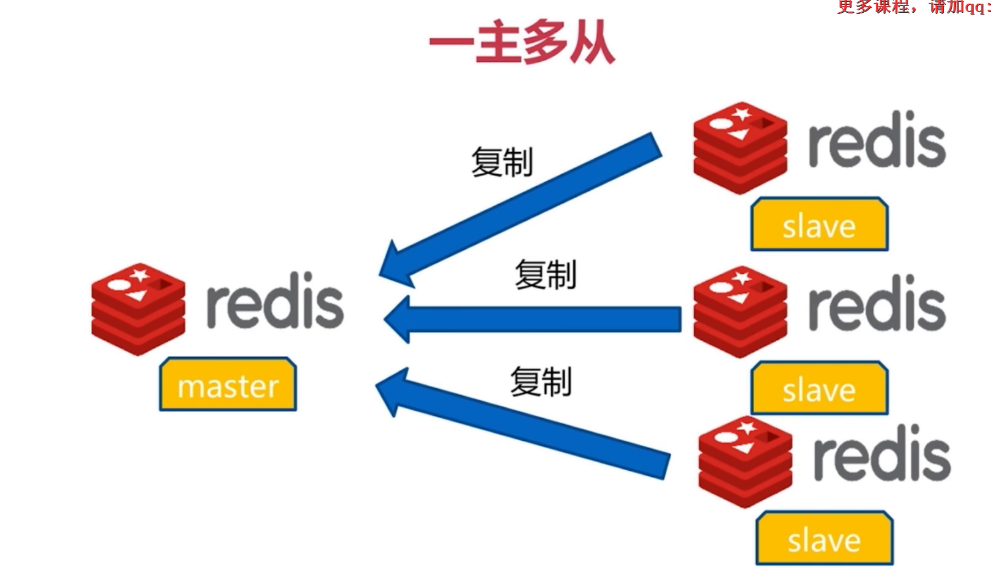 更多课程，请加qq:
一主多从
复制
redis
slave
复制
redis
redis
slave
master
复制
redis
slave